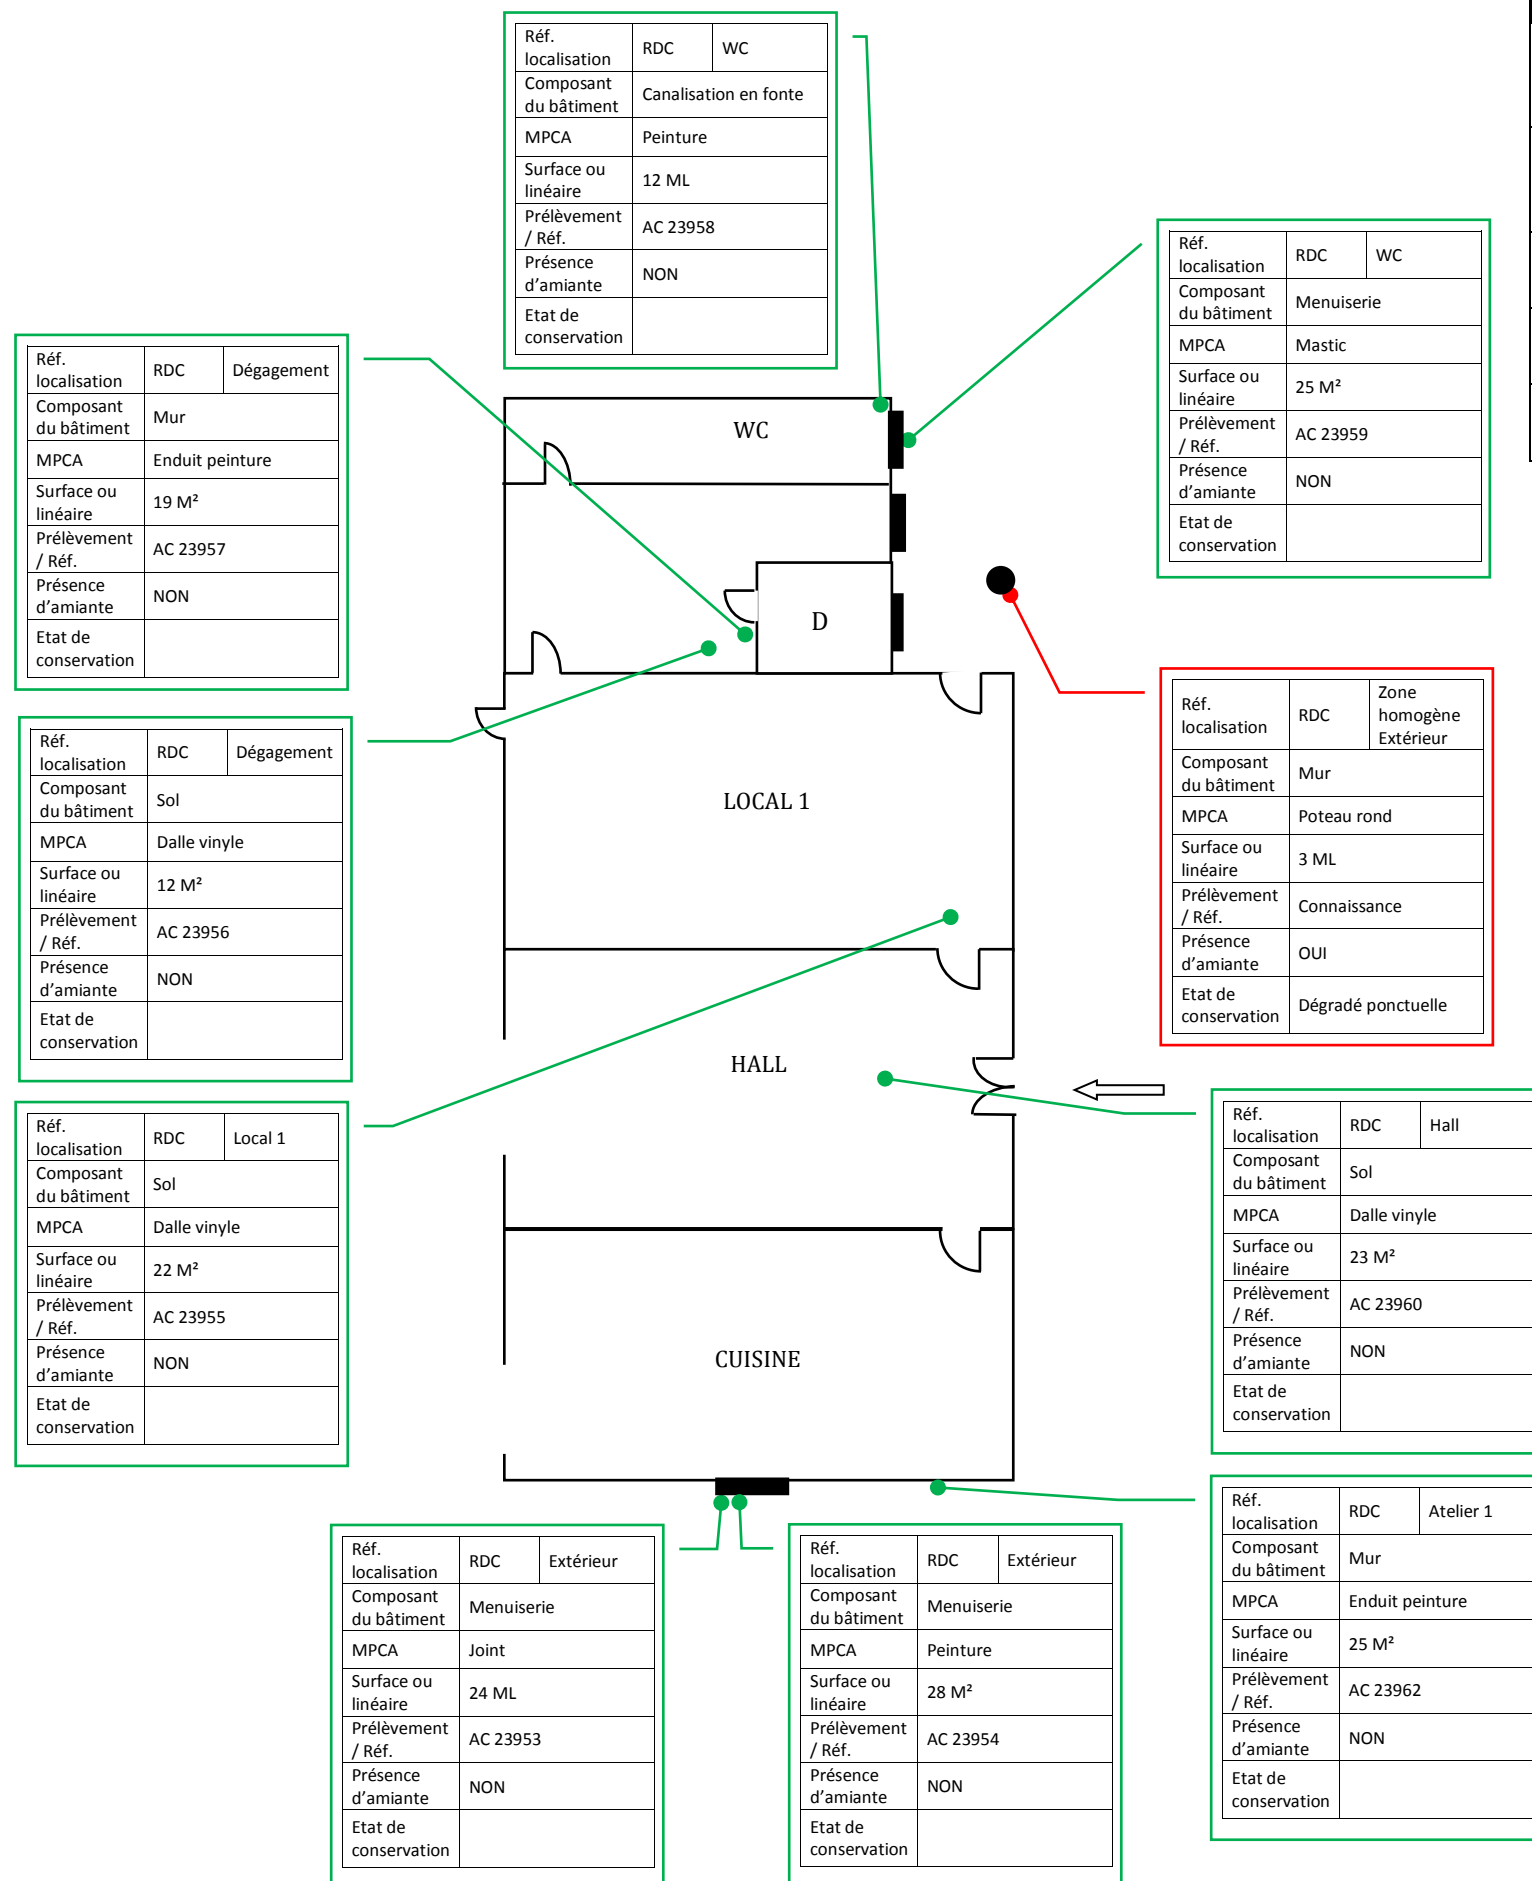 Réf.
localisation
RDC
WC
Composant
du bâtiment
Canalisation en fonte
MPCA
Peinture
Surface ou
linéaire
12 ML
Prélèvement
/ Réf.
AC 23958
Présence
d'amiante
NON
Etat de
conservation
Réf.
localisation
RDC
WC
Composant
du bâtiment
Menuiserie
MPCA
Mastic
Surface ou
linéaire
25 M²
Prélèvement
/ Réf.
AC 23959
Présence
d'amiante
NON
Etat de
conservation
Réf.
localisation
RDC
Dégagement
Composant
du bâtiment
Mur
MPCA
Enduit peinture
Surface ou
linéaire
19 M²
Prélèvement
/ Réf.
AC 23957
Présence
d'amiante
NON
Etat de
conservation
WC
D
LOCAL 1
HALL
CUISINE
Réf.
localisation
RDC
Zone
homogène
Extérieur
Composant
du bâtiment
Mur
MPCA
Poteau rond
Surface ou
linéaire
3 ML
Prélèvement
/ Réf.
Connaissance
Présence
d'amiante
OUI
Etat de
conservation
Dégradé ponctuelle
Réf.
localisation
RDC
Dégagement
Composant
du bâtiment
Sol
MPCA
Dalle vinyle
Surface ou
linéaire
12 M²
Prélèvement
/ Réf.
AC 23956
Présence
d'amiante
NON
Etat de
conservation
Réf.
localisation
RDC
Local 1
Composant
du bâtiment
Sol
MPCA
Dalle vinyle
Surface ou
linéaire
22 M²
Prélèvement
/ Réf.
AC 23955
Présence
d'amiante
NON
Etat de
conservation
Réf.
localisation
RDC
Hall
Composant
du bâtiment
Sol
MPCA
Dalle vinyle
Surface ou
linéaire
23 M²
Prélèvement
/ Réf.
AC 23960
Présence
d'amiante
NON
Etat de
conservation
Réf.
localisation
RDC
Extérieur
Composant
du bâtiment
Menuiserie
MPCA
Joint
Surface ou
linéaire
24 ML
Prélèvement
/ Réf.
AC 23953
Présence
d'amiante
NON
Etat de
conservation
Réf.
localisation
RDC
Extérieur
Composant
du bâtiment
Menuiserie
MPCA
Peinture
Surface ou
linéaire
28 M²
Prélèvement
/ Réf.
AC 23954
Présence
d'amiante
NON
Etat de
conservation
Réf.
localisation
RDC
Atelier 1
Composant
du bâtiment
Mur
MPCA
Enduit peinture
Surface ou
linéaire
25 M²
Prélèvement
/ Réf.
AC 23962
Présence
d'amiante
NON
Etat de
conservation